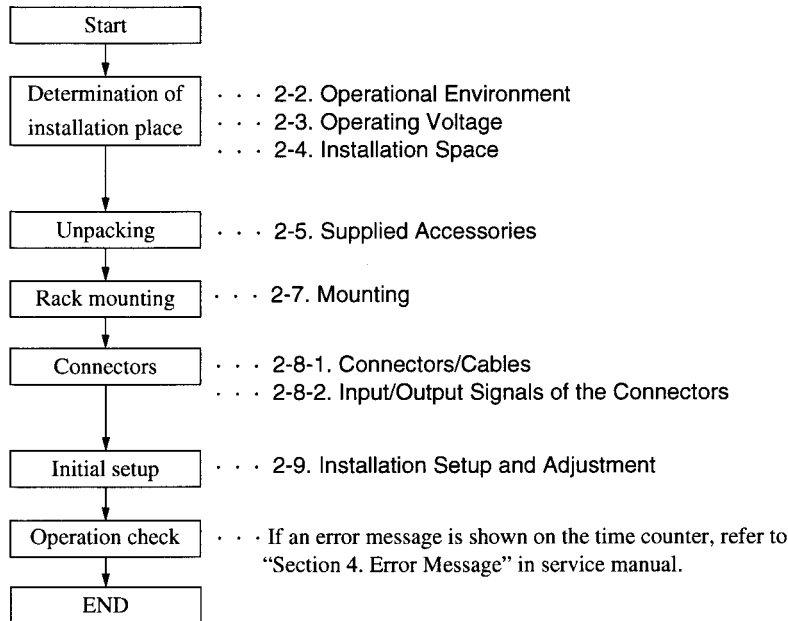 Start
Determination of
installation place
· · · 2-2. Operational Environment
· · · 2-3. Operating Voltage
· · · 2-4. Installation Space
Unpacking
· · · 2-5. Supplied Accessories
Rack mounting
· · · 2-7. Mounting
Connectors
· · · 2-8-1. Connectors/Cables
· · · 2-8-2. Input/Output Signals of the Connectors
Initial setup
· · · 2-9. Installation Setup and Adjustment
Operation check
· · · If an error message is shown on the time counter, refer to
“Section 4. Error Message” in service manual.
END